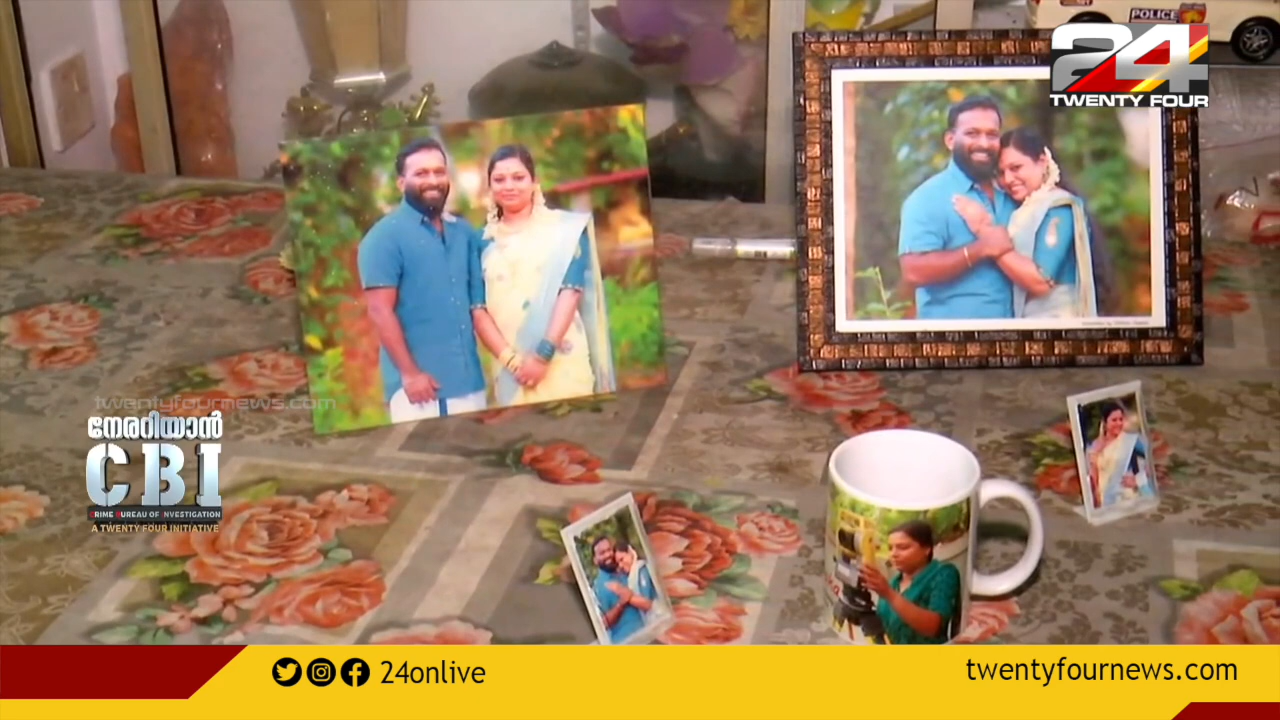 POLICE
24
TWENTY FOUR
twentyfournews.com
നേരറിയാൻ
CBI
CRIME BUREAU OF INVESTIGATION
A TWENTY FOUR INITIATIVE
24onlive
twentyfournews.com